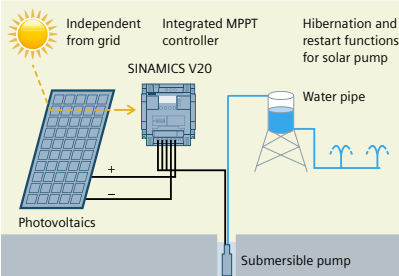 Independent
from grid
Integrated MPPT
controller
Hibernation and
restart functions
for solar pump
SINAMICS V20
Water pipe
+
–
Photovoltaics
Submersible pump